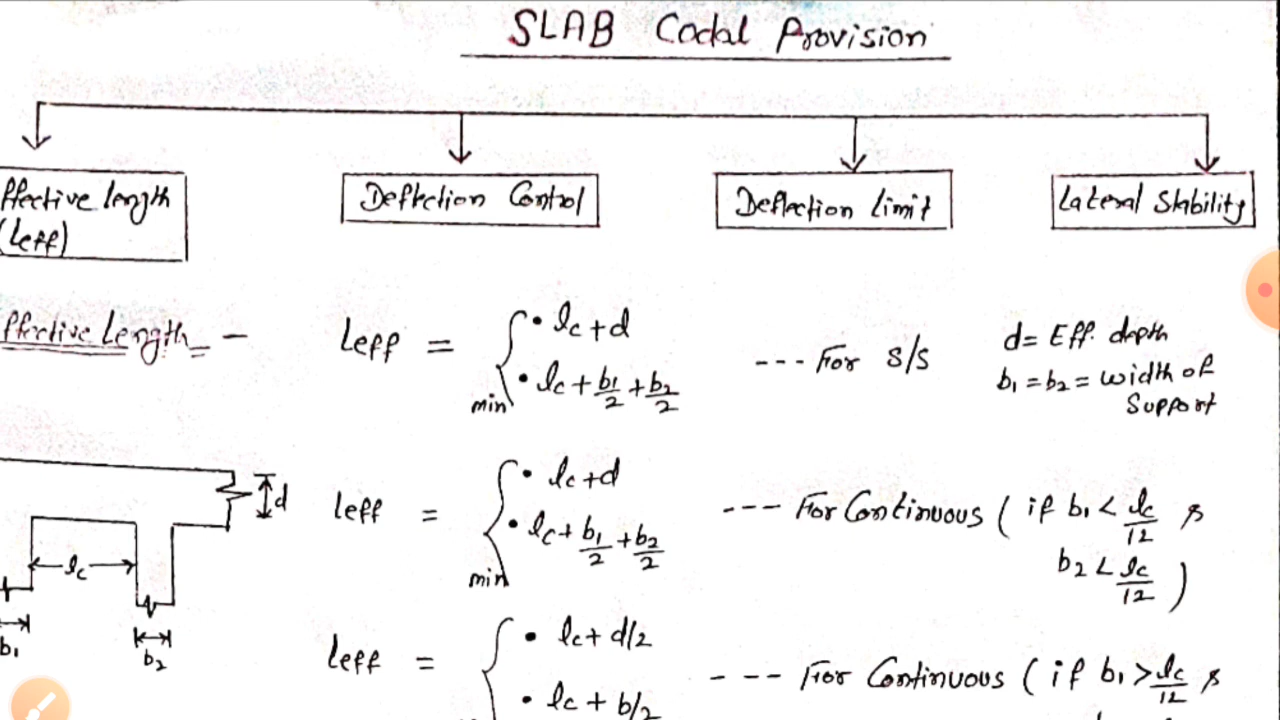 SLAB Codal Provision
ffective length
(leff)
Deflection Control
Deflection limit
Lateral Stability
ffective Length -
leff = min { • lc + d
• lc + b1/2 + b2/2
--- For S/S
d = Eff. depth
b1 = b2 = width of
Support
d
lc
b1
b2
leff = min { • lc + d
• lc + b1/2 + b2/2
--- For Continuous ( if b1 < lc/12 &
b2 < lc/12 )
leff = { • lc + d/2
• lc + b/2
--- For Continuous ( if b1 > lc/12 &